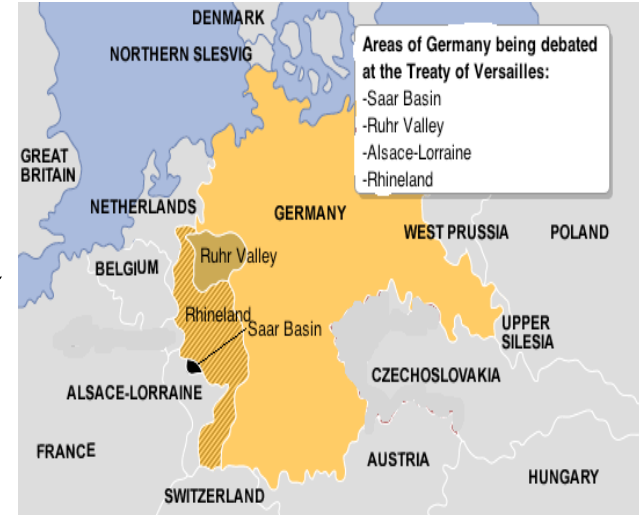 DENMARK
NORTHERN SLESVIG
Areas of Germany being debated
at the Treaty of Versailles:
-Saar Basin
-Ruhr Valley
-Alsace-Lorraine
-Rhineland
GREAT
BRITAIN
NETHERLANDS
GERMANY
WEST PRUSSIA
POLAND
BELGIUM
Ruhr Valley
Rhineland
Saar Basin
UPPER
SILESIA
CZECHOSLOVAKIA
ALSACE-LORRAINE
FRANCE
AUSTRIA
HUNGARY
SWITZERLAND